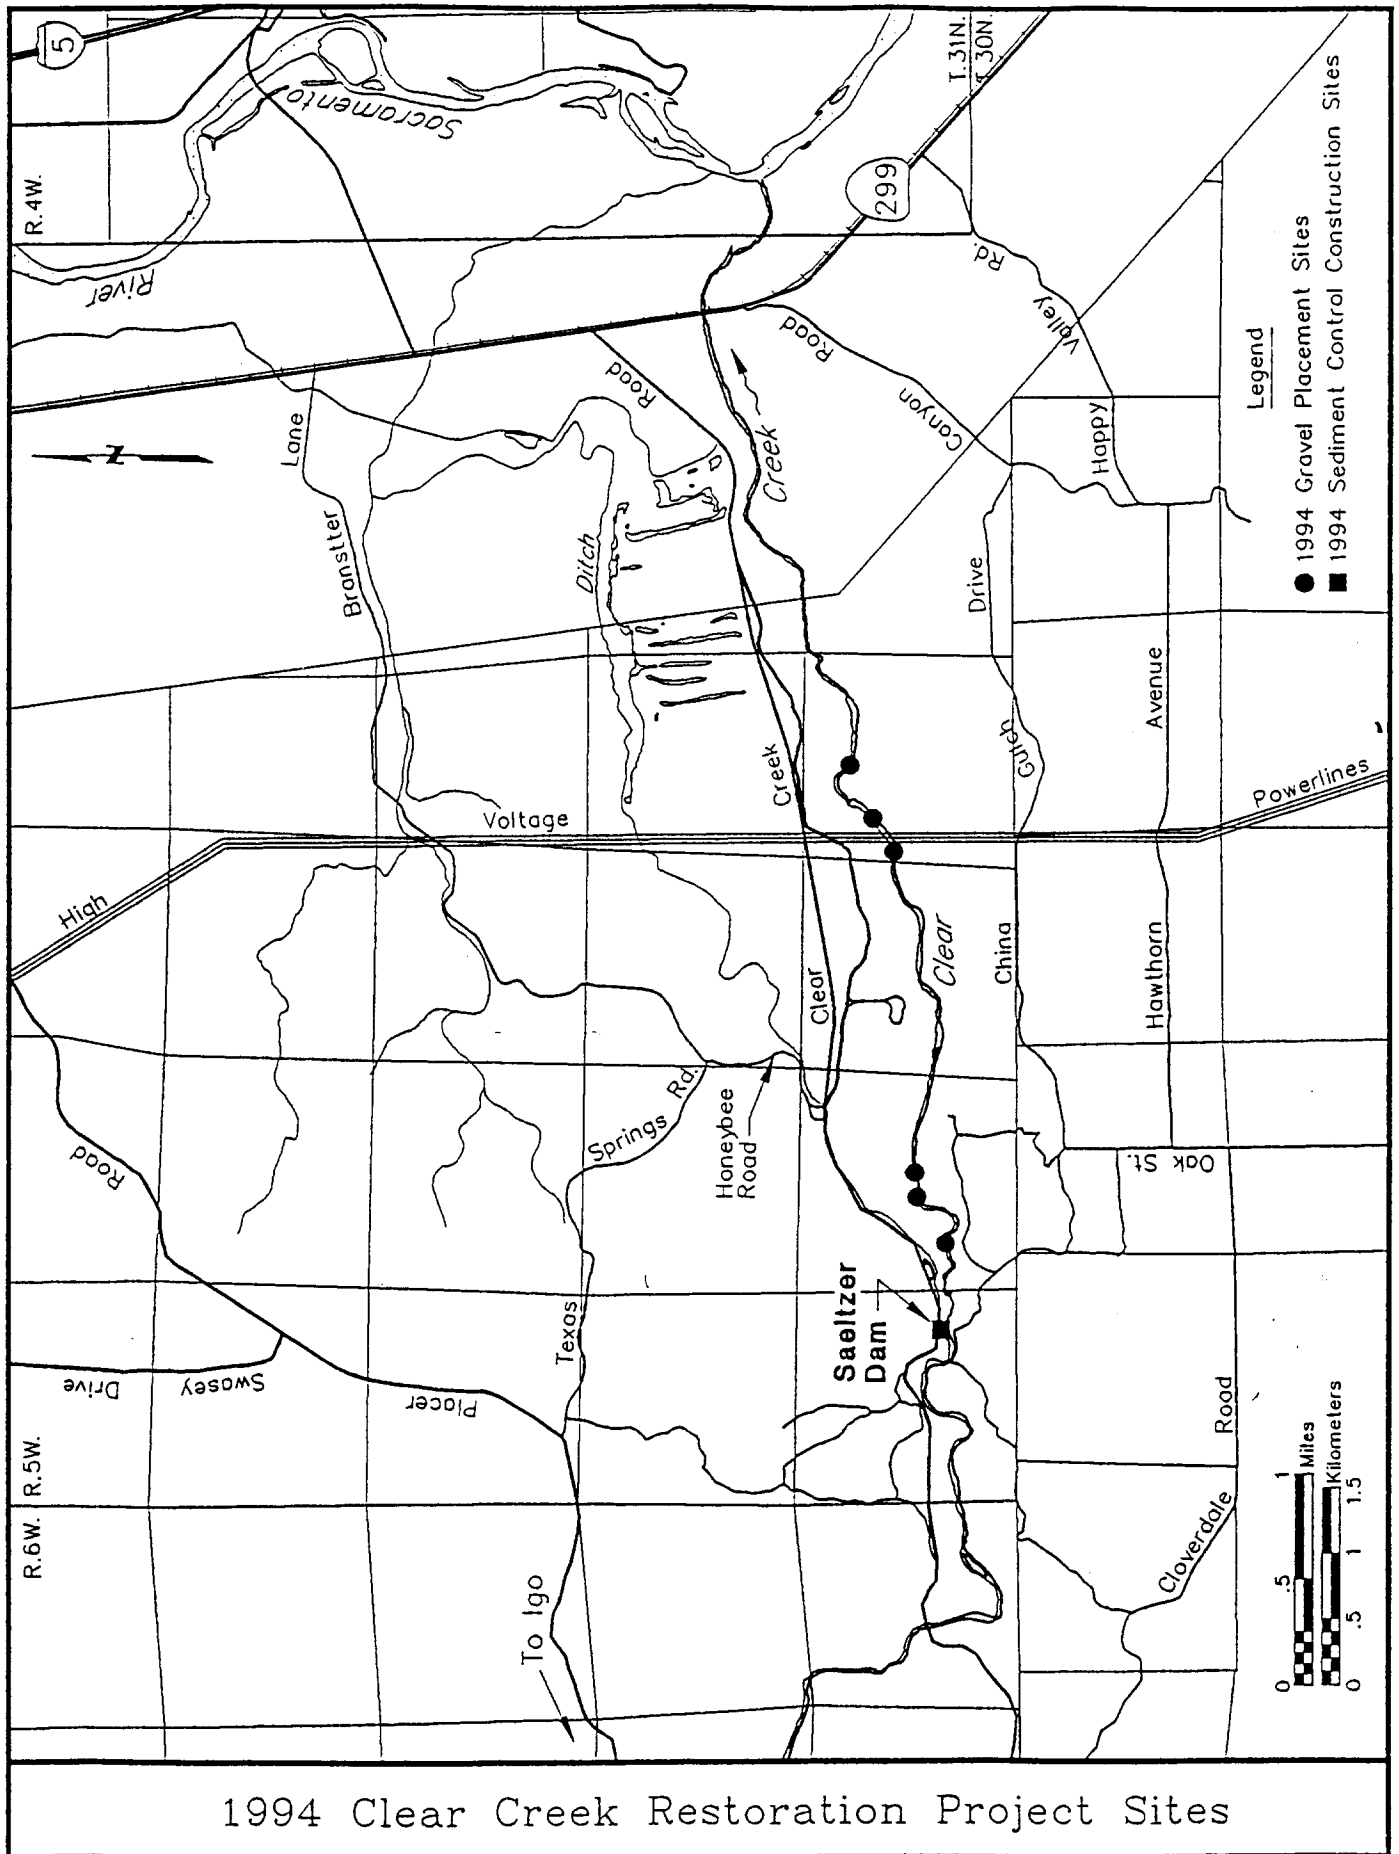 5
R.4W.
Sacramento
River
T.31N.
T.30N.
299
Lane
Branstter
N
Road
Ditch
Creek
Road
Canyon
Rd.
Valley
Happy
Drive
Gulch
China
Legend
● 1994 Gravel Placement Sites
■ 1994 Sediment Control Construction Sites
High
Voltage
Powerlines
Creek
Clear
Clear
Avenue
Hawthorn
Oak St.
Road
Placer
Swasey
Drive
Texas
Springs
Rd.
Honeybee
Road
Saeltzer
Dam
R.6W. R.5W.
To Igo
Cloverdale
Road
0 .5 1
Miles
Kilometers
0 .5 1 1.5
1994 Clear Creek Restoration Project Sites